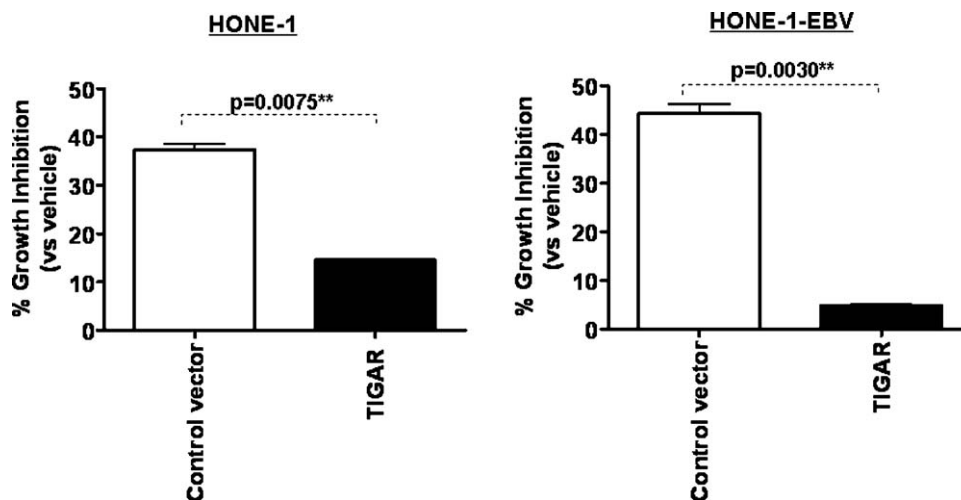 HONE-1
% Growth Inhibition
(vs vehicle)
50
40
30
20
10
0
p=0.0075**
Control vector
TIGAR
HONE-1-EBV
% Growth Inhibition
(vs vehicle)
50
40
30
20
10
0
p=0.0030**
Control vector
TIGAR